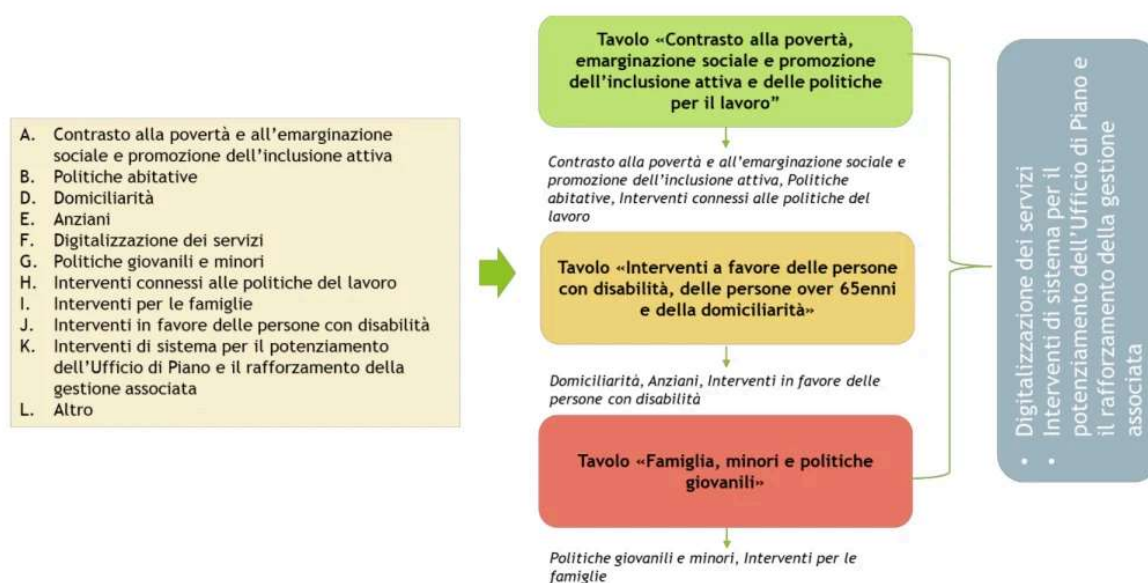 A. Contrasto alla povertà e all'emarginazione
sociale e promozione dell'inclusione attiva
B. Politiche abitative
D. Domiciliarità
E. Anziani
F. Digitalizzazione dei servizi
G. Politiche giovanili e minori
H. Interventi connessi alle politiche del lavoro
I. Interventi per le famiglie
J. Interventi in favore delle persone con disabilità
K. Interventi di sistema per il potenziamento
dell'Ufficio di Piano e il rafforzamento della
gestione associata
L. Altro
Tavolo «Contrasto alla povertà,
emarginazione sociale e promozione
dell'inclusione attiva e delle politiche
per il lavoro”
Contrasto alla povertà e all'emarginazione sociale e
promozione dell'inclusione attiva, Politiche
abitative, Interventi connessi alle politiche del
lavoro
Tavolo «Interventi a favore delle persone
con disabilità, delle persone over 65enni
e della domiciliarità»
Domiciliarità, Anziani, Interventi in favore delle
persone con disabilità
Tavolo «Famiglia, minori e politiche
giovanili»
Politiche giovanili e minori, Interventi per le
famiglie
• Digitalizzazione dei servizi
• Interventi di sistema per il
potenziamento dell'Ufficio di Piano e
il rafforzamento della gestione
associata